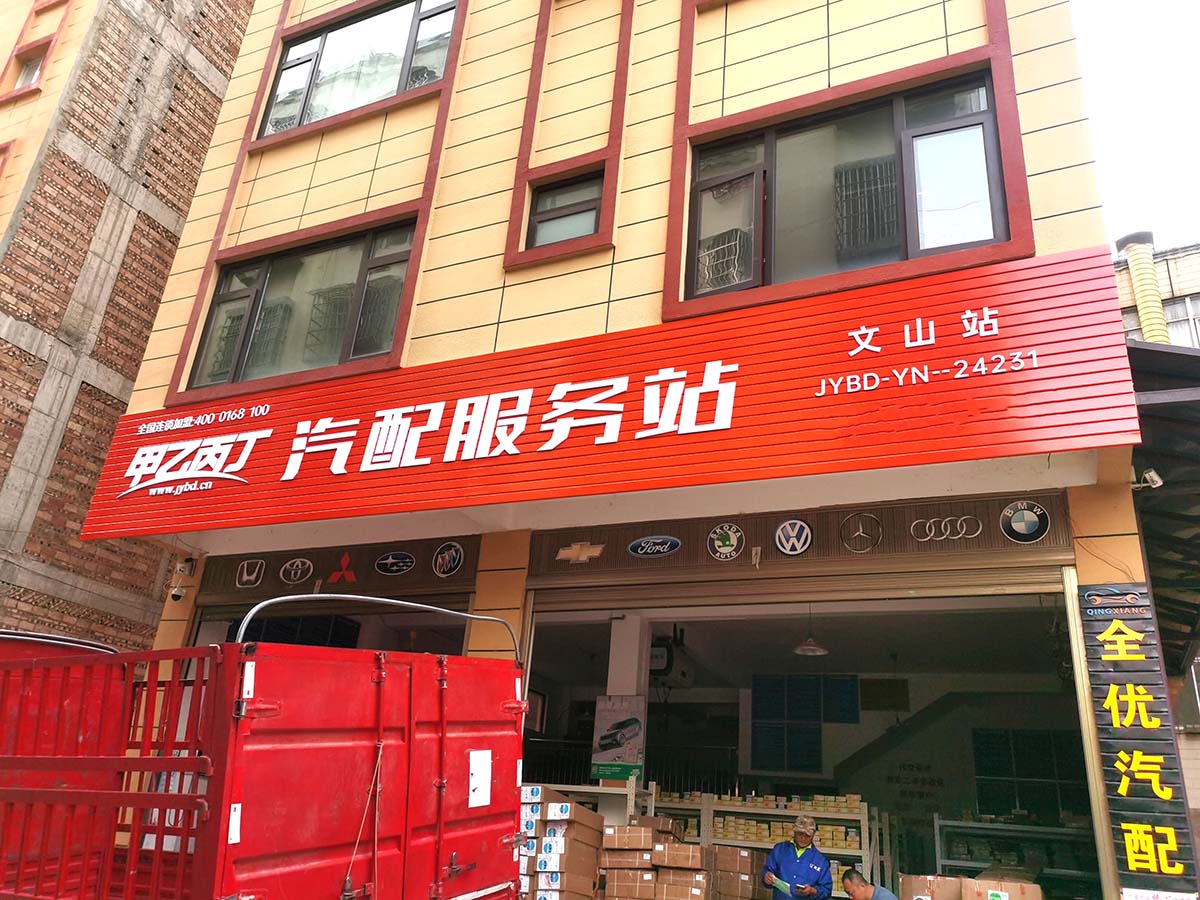 全国连锁加盟:400 0168 100
甲乙丙丁
www.jybd.cn
汽配服务站
文山站
JYBD-YN--24231
Ford
SKODA
AUTO
BMW
QINGXIANG
全优汽配